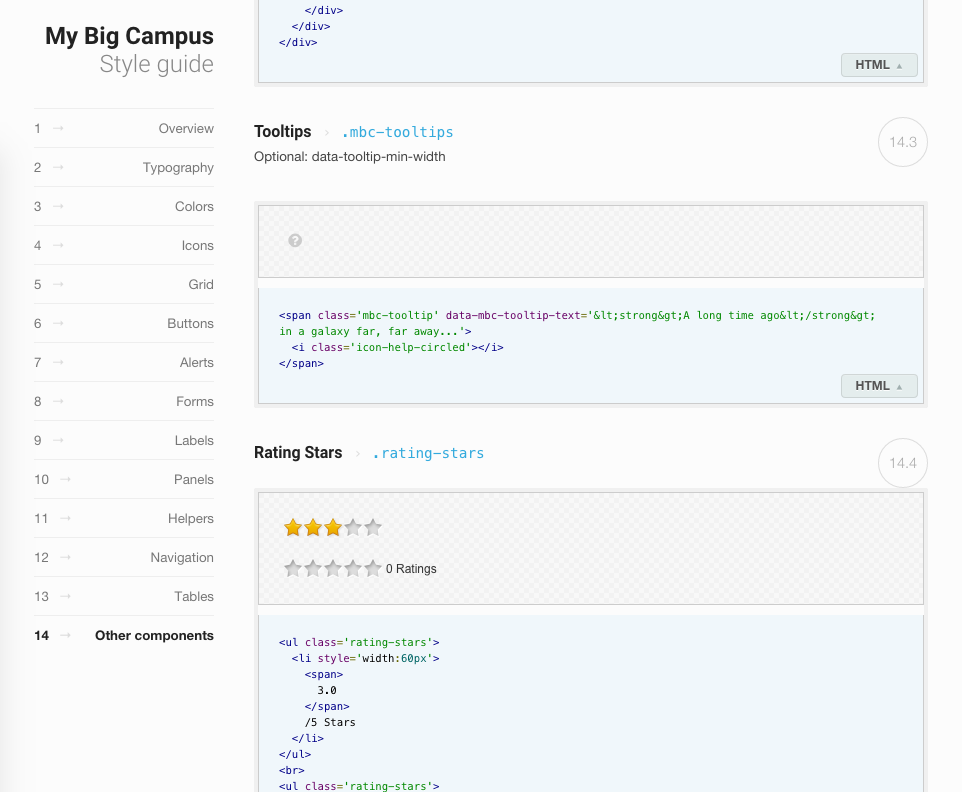 My Big Campus
Style guide
1 → Overview
2 → Typography
3 → Colors
4 → Icons
5 → Grid
6 → Buttons
7 → Alerts
8 → Forms
9 → Labels
10 → Panels
11 → Helpers
12 → Navigation
13 → Tables
14 → Other components
</div>
</div>
</div>
HTML ▲
Tooltips › .mbc-tooltips
14.3
Optional: data-tooltip-min-width
?
<span class='mbc-tooltip' data-mbc-tooltip-text='&lt;strong&gt;A long time ago&lt;/strong&gt;
in a galaxy far, far away...'>
<i class='icon-help-circled'></i>
</span>
HTML ▲
Rating Stars › .rating-stars
14.4
0 Ratings
<ul class='rating-stars'>
<li style='width:60px'>
<span>
3.0
</span>
/5 Stars
</li>
</ul>
<br>
<ul class='rating-stars'>